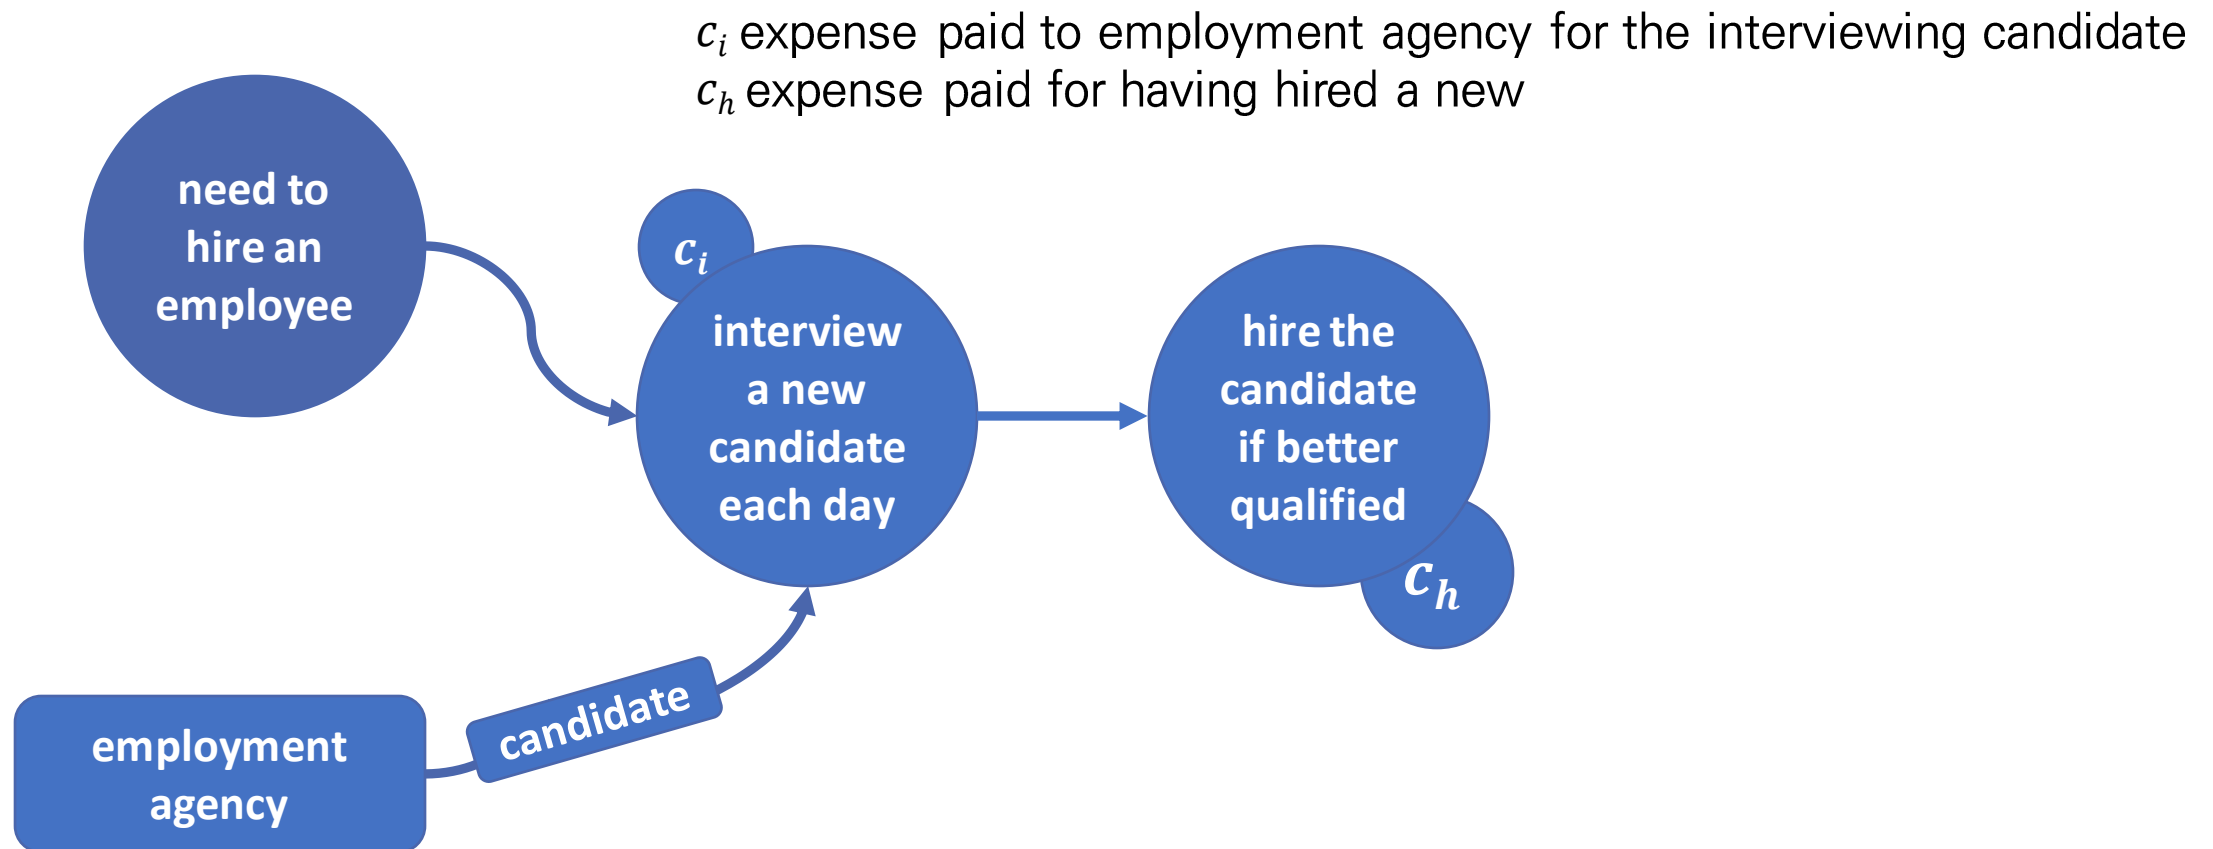 c_i expense paid to employment agency for the interviewing candidate
c_h expense paid for having hired a new
need to
hire an
employee
c_i
interview
a new
candidate
each day
hire the
candidate
if better
qualified
c_h
candidate
employment
agency